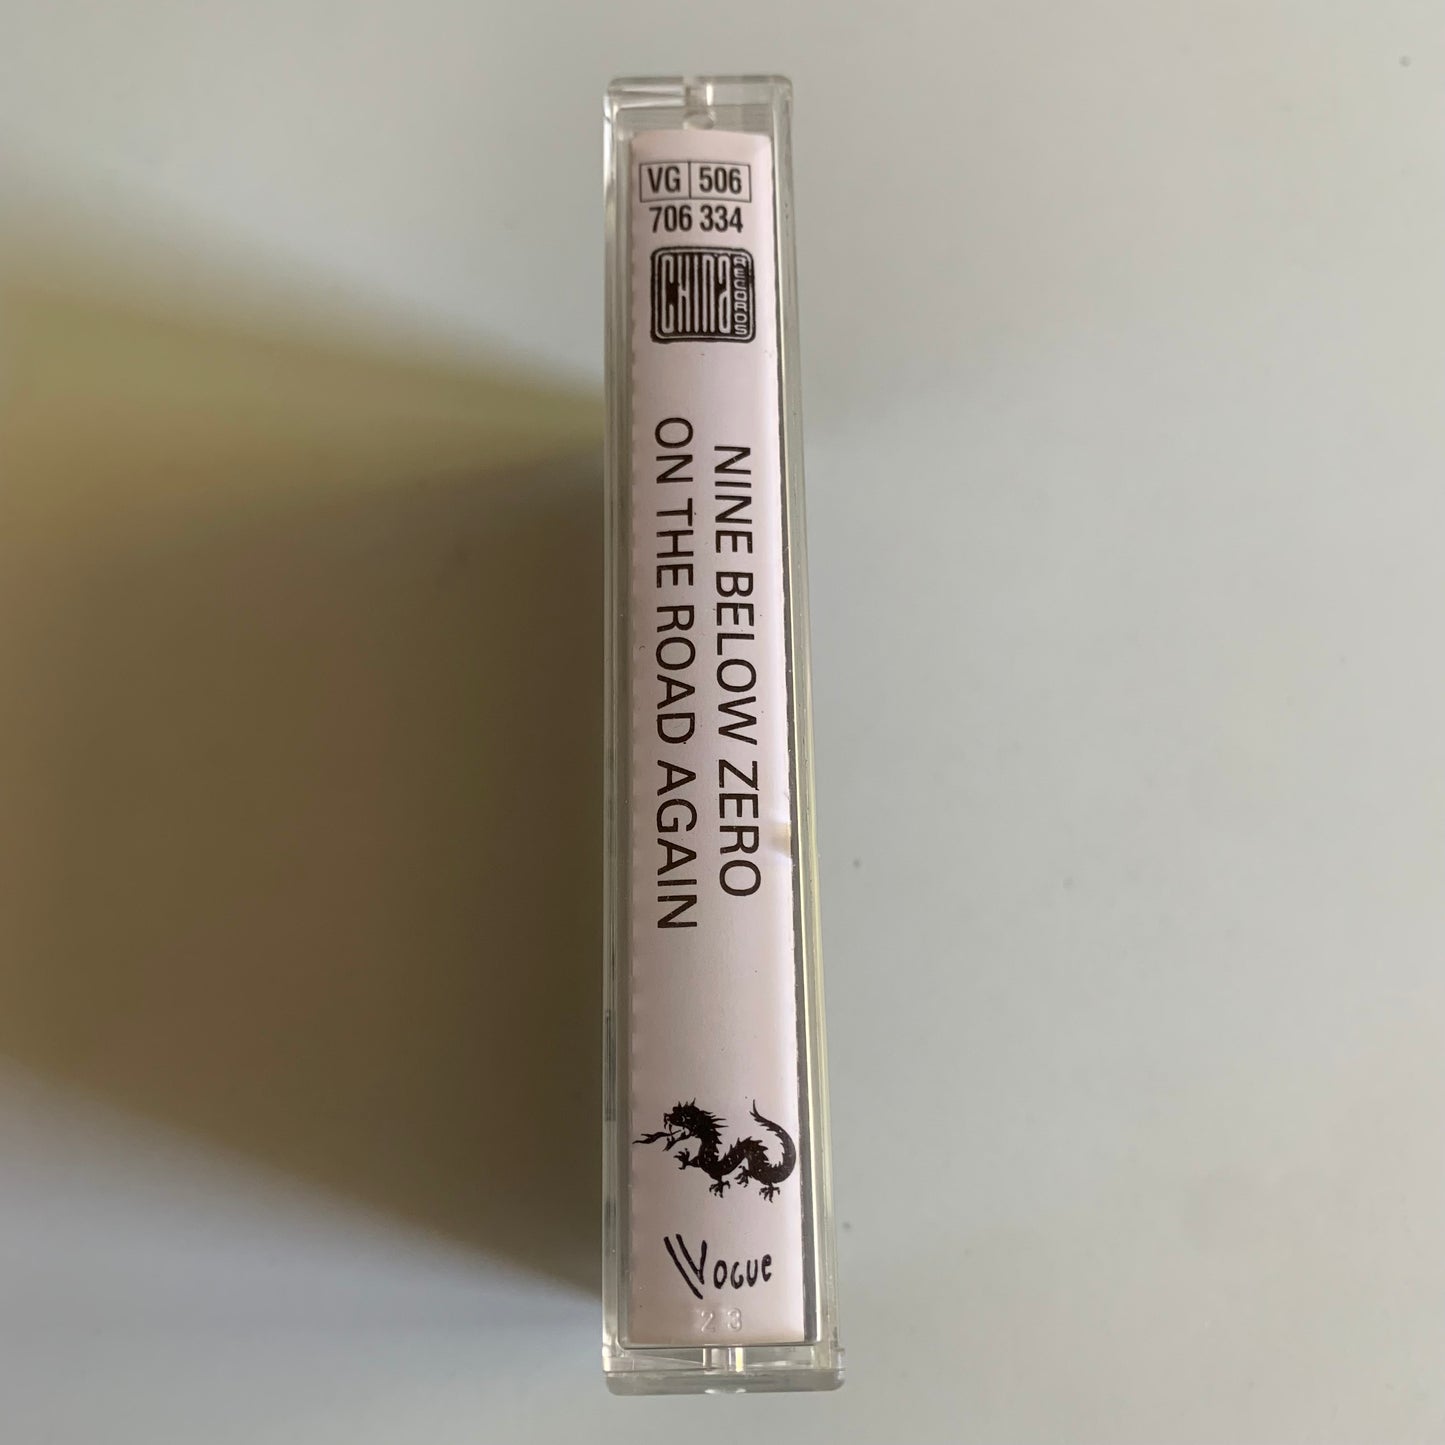 VG 506
706 334
CHINA
RECORDS
NINE BELOW ZERO
ON THE ROAD AGAIN
VOGUE
23